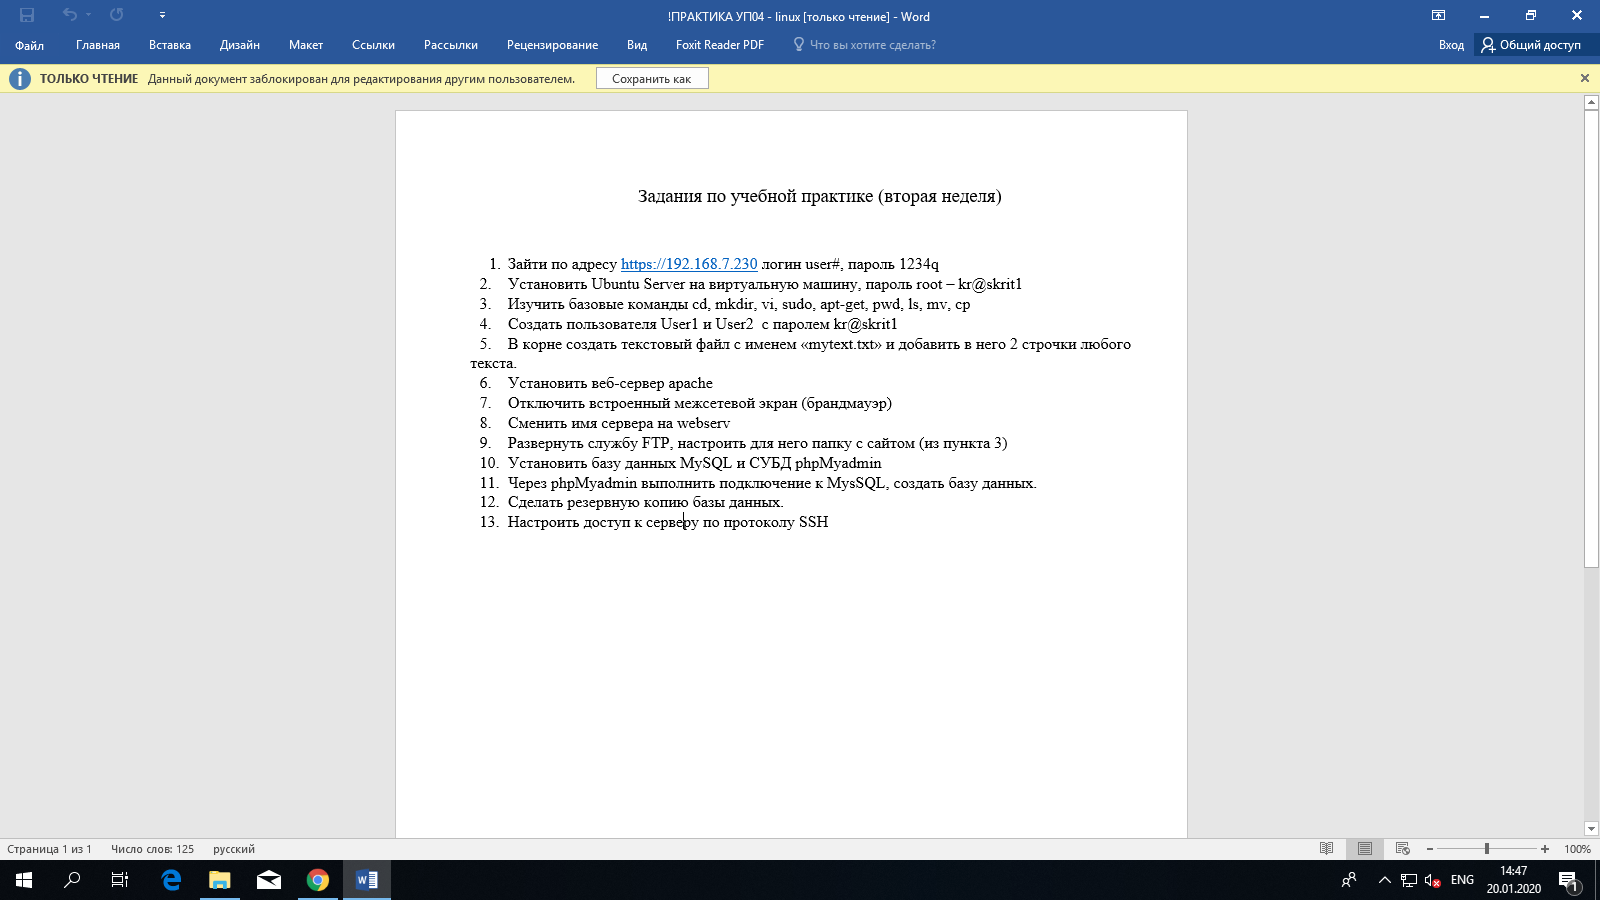 !ПРАКТИКА УП04 - linux [только чтение] - Word
Файл Главная Вставка Дизайн Макет Ссылки Рассылки Рецензирование Вид Foxit Reader PDF Что вы хотите сделать? Вход Общий доступ
ТОЛЬКО ЧТЕНИЕ Данный документ заблокирован для редактирования другим пользователем. Сохранить как
Задания по учебной практике (вторая неделя)
1. Зайти по адресу https://192.168.7.230 логин user#, пароль 1234q
2. Установить Ubuntu Server на виртуальную машину, пароль root – kr@skrit1
3. Изучить базовые команды cd, mkdir, vi, sudo, apt-get, pwd, ls, mv, cp
4. Создать пользователя User1 и User2 с паролем kr@skrit1
5. В корне создать текстовый файл с именем «mytext.txt» и добавить в него 2 строчки любого
текста.
6. Установить веб-сервер apache
7. Отключить встроенный межсетевой экран (брандмауэр)
8. Сменить имя сервера на webserv
9. Развернуть службу FTP, настроить для него папку с сайтом (из пункта 3)
10. Установить базу данных MySQL и СУБД phpMyadmin
11. Через phpMyadmin выполнить подключение к MysSQL, создать базу данных.
12. Сделать резервную копию базы данных.
13. Настроить доступ к серверу по протоколу SSH
Страница 1 из 1 Число слов: 125 русский 100%
ENG 14:47
20.01.2020 1